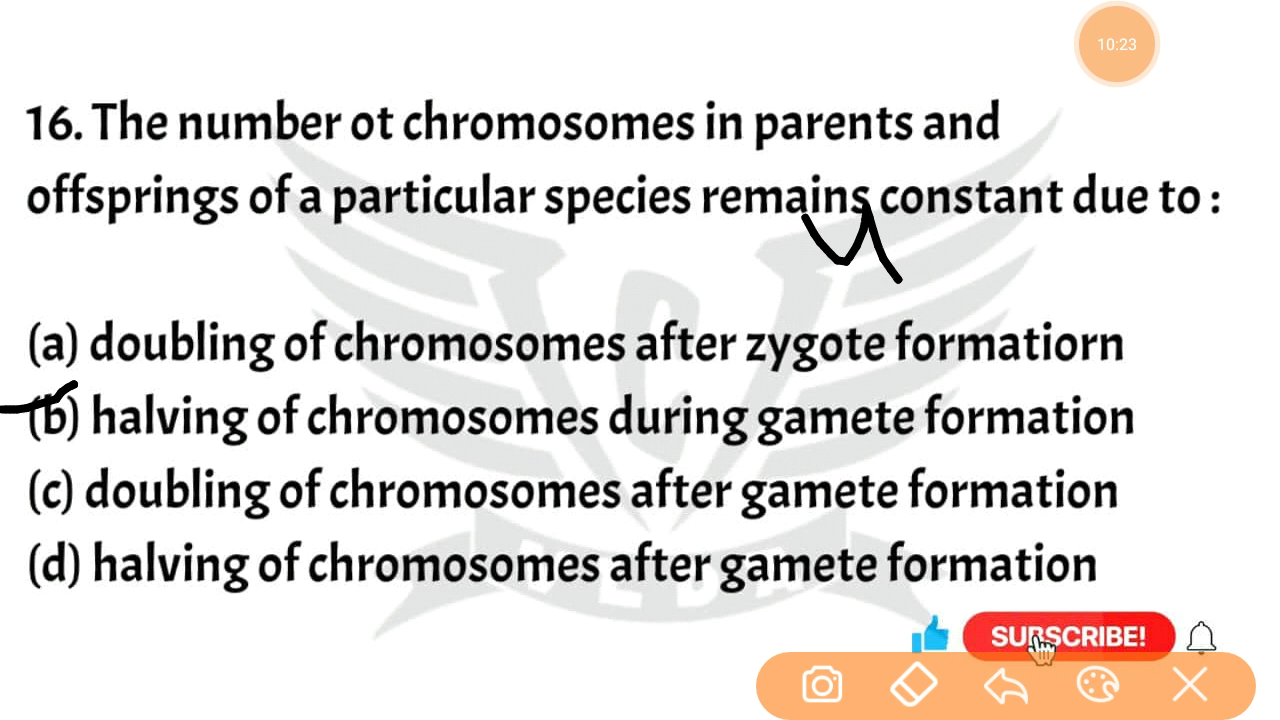 10:23
16. The number ot chromosomes in parents and
offsprings of a particular species remains constant due to :
(a) doubling of chromosomes after zygote formatiorn
(b) halving of chromosomes during gamete formation
(c) doubling of chromosomes after gamete formation
(d) halving of chromosomes after gamete formation
VEDA
SUBSCRIBE!